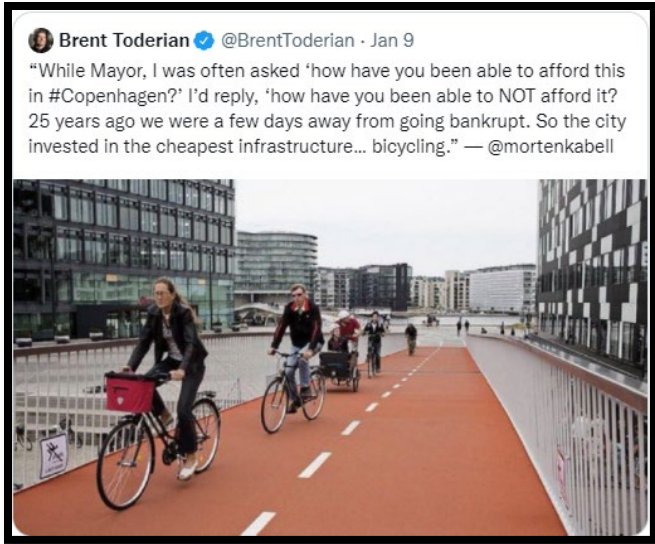 Brent Toderian @BrentToderian · Jan 9
“While Mayor, I was often asked ‘how have you been able to afford this
in #Copenhagen?’ I’d reply, ‘how have you been able to NOT afford it?
25 years ago we were a few days away from going bankrupt. So the city
invested in the cheapest infrastructure... bicycling.” — @mortenkabell